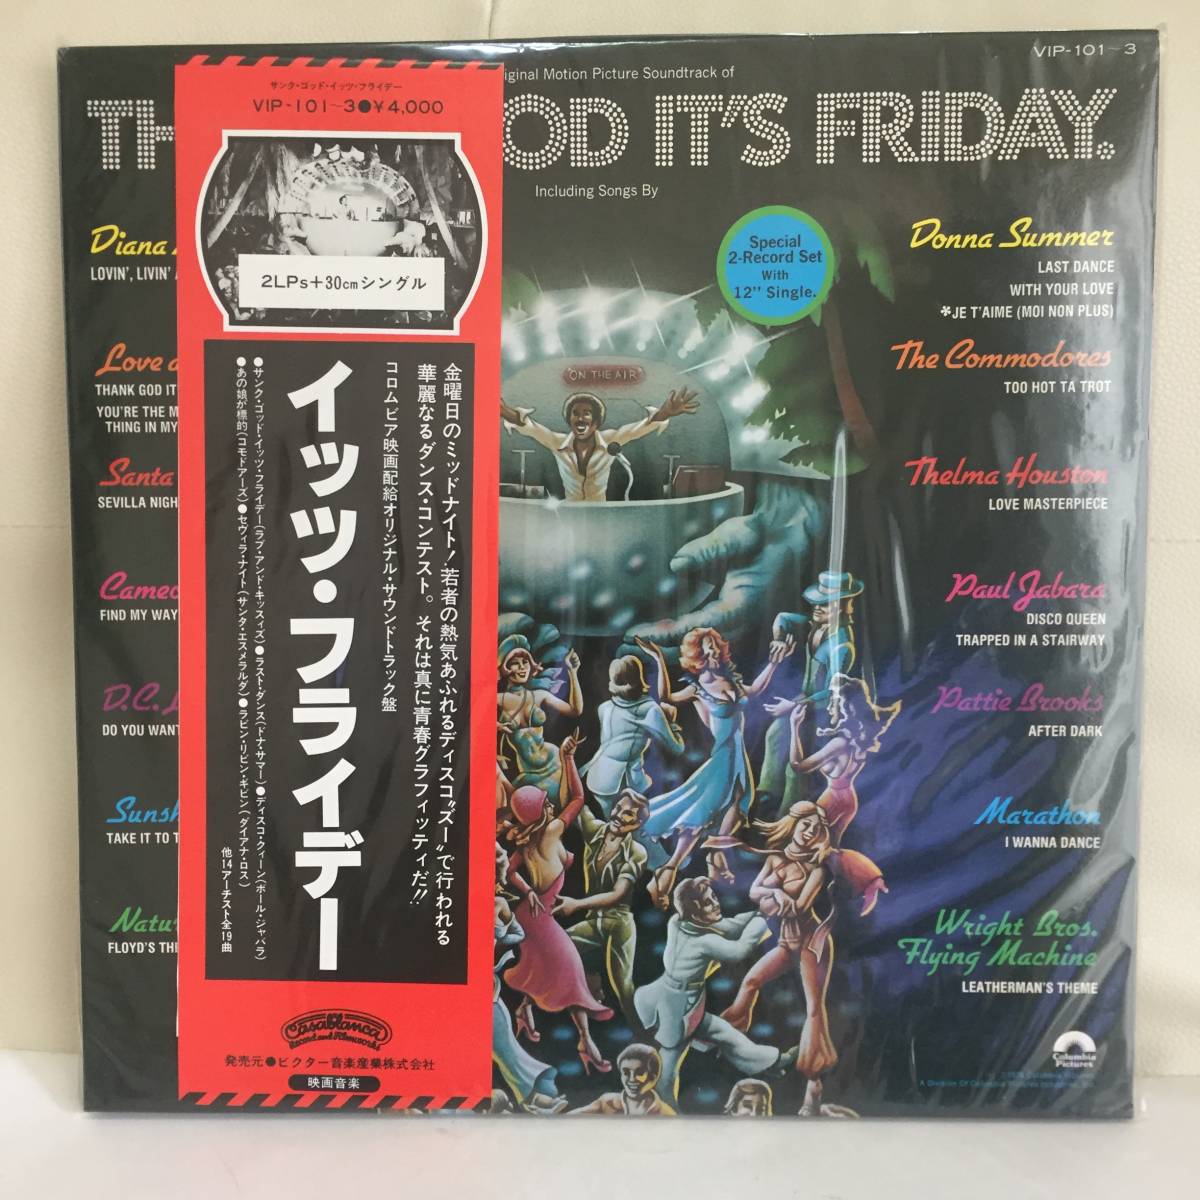 VIP-101~3
iginal Motion Picture Soundtrack of
TH OD IT'S FRIDAY.
Including Songs By
Diana
LOVIN', LIVIN'
Love
THANK GOD IT
YOU'RE THE M
THING IN MY
Santa
SEVILLA NIGH
Cameo
FIND MY WAY
D.C.
DO YOU WANT
Sunsh
TAKE IT TO T
Natur
FLOYD'S THE
サンク・ゴッド・イッツ・フライデー
VIP-101~3●¥4,000
2LPs+30cmシングル
金曜日のミッドナイト!若者の熱気あふれるディスコ“ズー”で行われる
華麗なるダンス・コンテスト。それは真に青春グラフィッティだ!!
コロムビア映画配給オリジナル・サウンドトラック盤
イッツ・フライデー
●サンク・ゴッド・イッツ・フライデー(ラブ・アンド・キッスィズ)●ラスト・ダンス(ドナ・サマー)●ディスコ・クィーン(ポール・ジャバラ)
●あの娘が標的(コモドアーズ)●セヴィラ・ナイト(サンタ・エスメラルダ)●ラビン・リビン・ギビン(ダイアナ・ロス)
他14アーチスト全19曲
Casablanca
Record and Filmworks
発売元●ビクター音楽産業株式会社
映画音楽
Special
2-Record Set
With
12" Single.
"ON THE AIR"
Donna Summer
LAST DANCE
WITH YOUR LOVE
*JE T'AIME (MOI NON PLUS)
The Commodores
TOO HOT TA TROT
Thelma Houston
LOVE MASTERPIECE
Paul Jabara
DISCO QUEEN
TRAPPED IN A STAIRWAY
Pattie Brooks
AFTER DARK
Marathon
I WANNA DANCE
Wright Bros.
Flying Machine
LEATHERMAN'S THEME
Columbia
Pictures
A Division Of Columbia Pictures Industries, Inc.